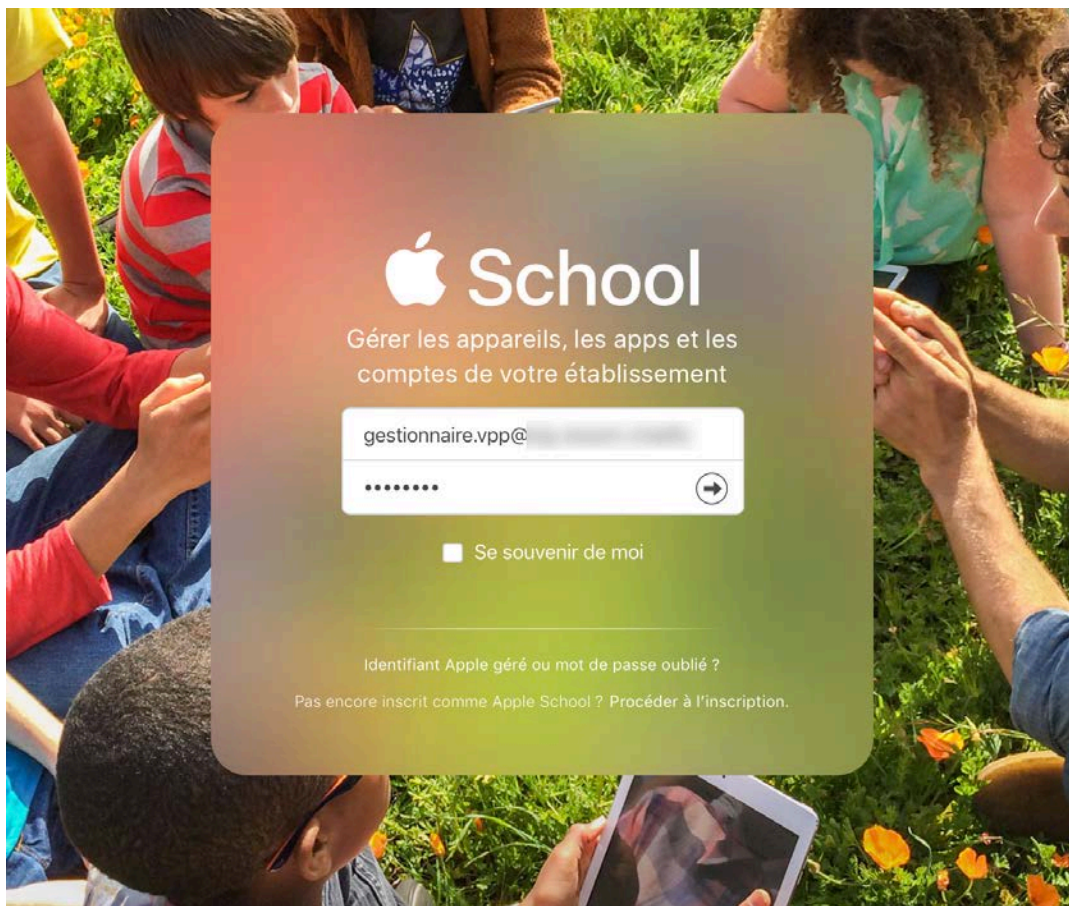 School
Gérer les appareils, les apps et les
comptes de votre établissement
gestionnaire.vpp@
••••••••
Se souvenir de moi
Identifiant Apple géré ou mot de passe oublié ?
Pas encore inscrit comme Apple School ? Procéder à l'inscription.